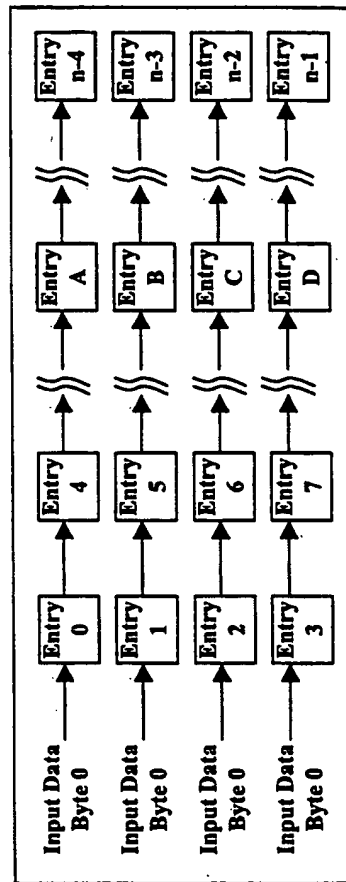 Input Data
Byte 0
Entry
0
Entry
4
Entry
A
Entry
n-4
Input Data
Byte 0
Entry
1
Entry
5
Entry
B
Entry
n-3
Input Data
Byte 0
Entry
2
Entry
6
Entry
C
Entry
n-2
Input Data
Byte 0
Entry
3
Entry
7
Entry
D
Entry
n-1